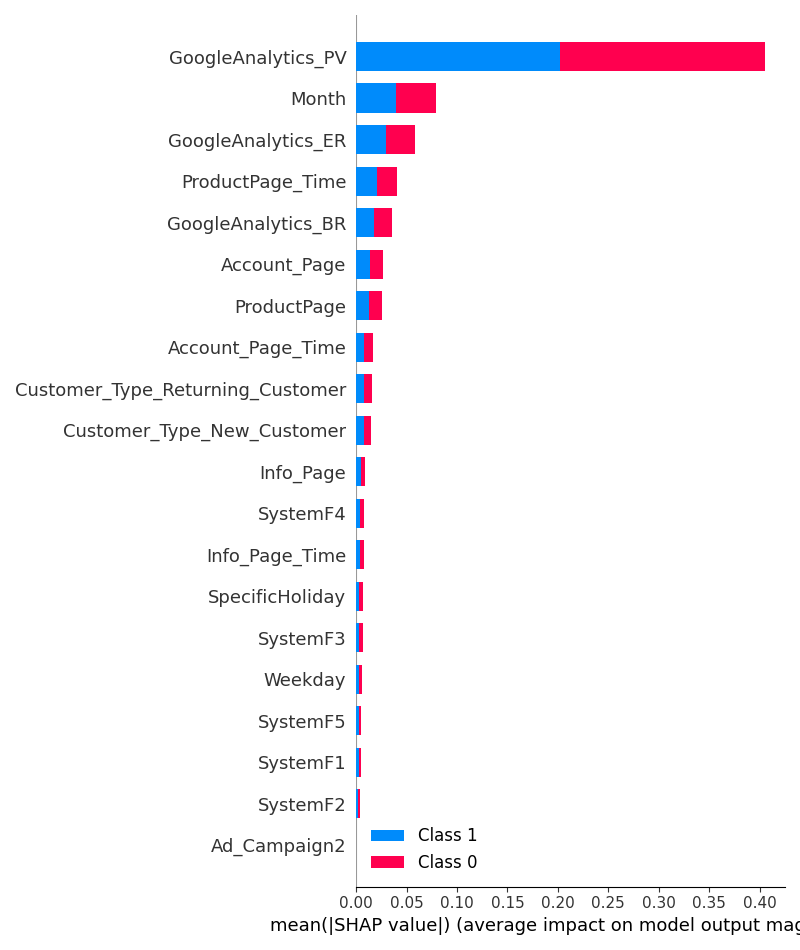 GoogleAnalytics_PV
Month
GoogleAnalytics_ER
ProductPage_Time
GoogleAnalytics_BR
Account_Page
ProductPage
Account_Page_Time
Customer_Type_Returning_Customer
Customer_Type_New_Customer
Info_Page
SystemF4
Info_Page_Time
SpecificHoliday
SystemF3
Weekday
SystemF5
SystemF1
SystemF2
Ad_Campaign2
Class 1
Class 0
0.00 0.05 0.10 0.15 0.20 0.25 0.30 0.35 0.40
mean(|SHAP value|) (average impact on model output mag